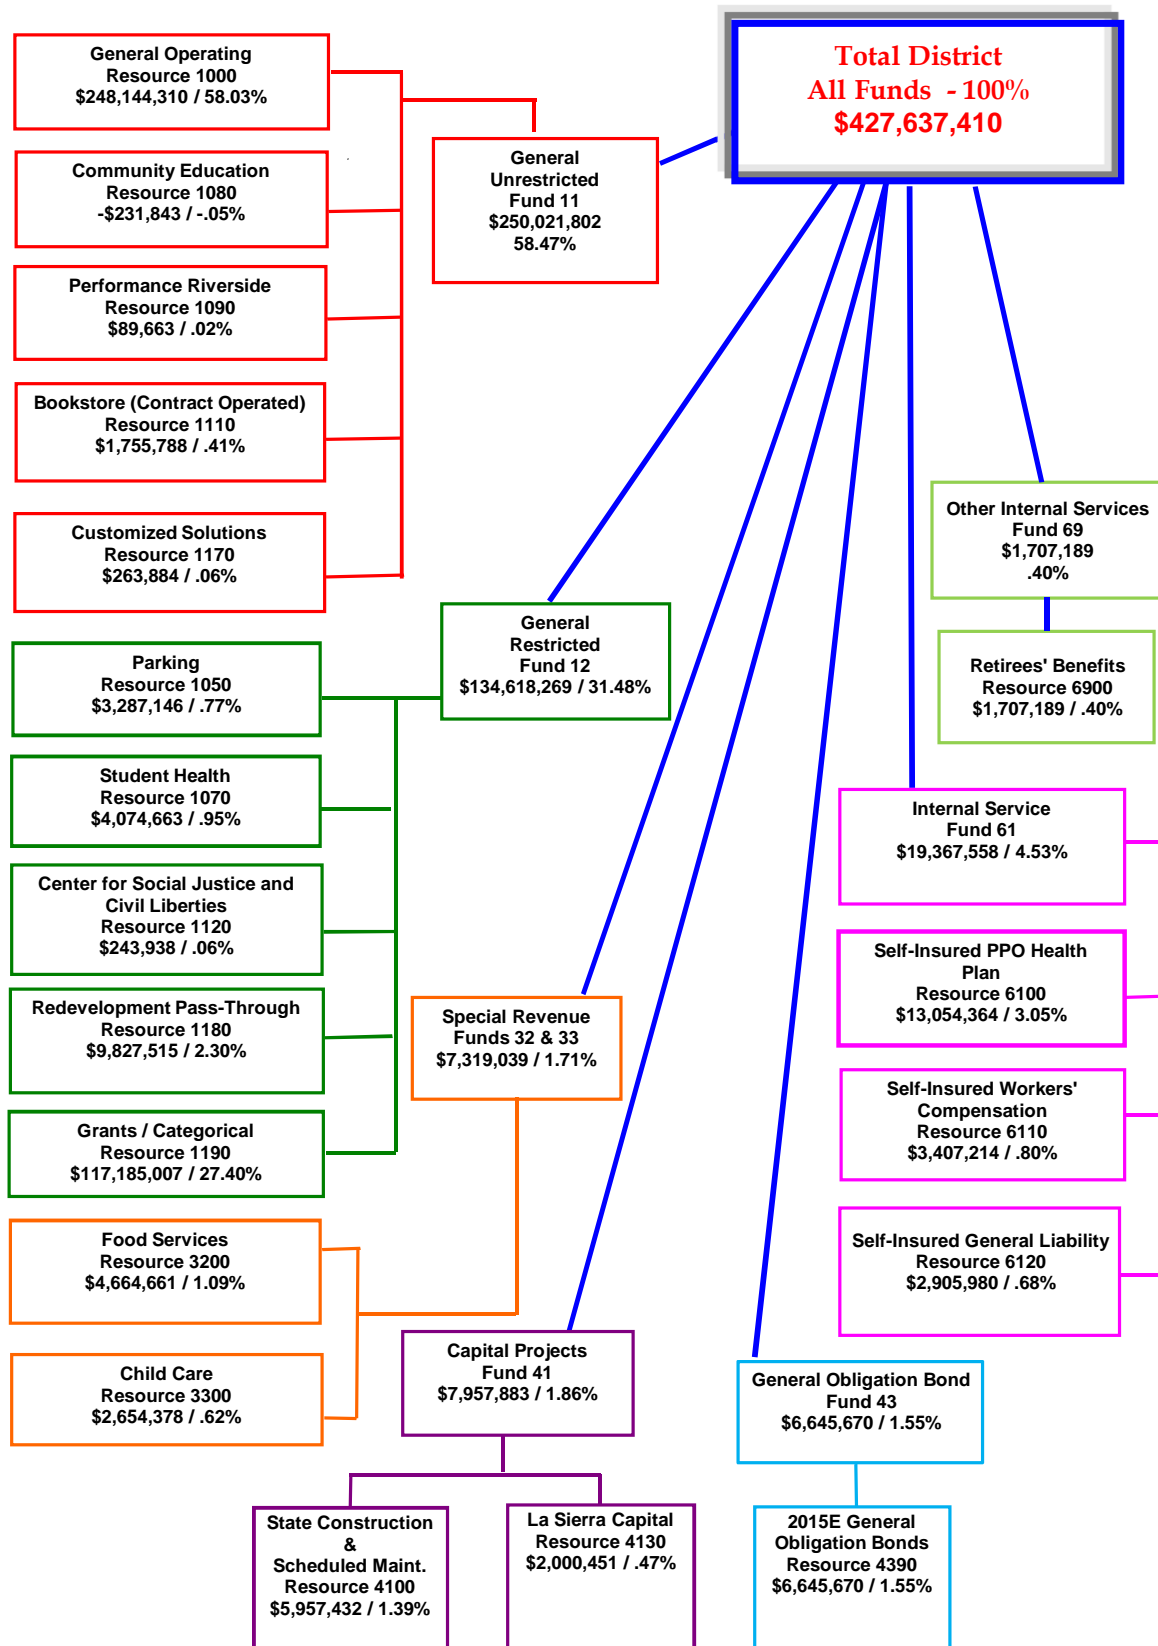 Total District
All Funds - 100%
$427,637,410
General Operating
Resource 1000
$248,144,310 / 58.03%
Community Education
Resource 1080
-$231,843 / -.05%
Performance Riverside
Resource 1090
$89,663 / .02%
Bookstore (Contract Operated)
Resource 1110
$1,755,788 / .41%
Customized Solutions
Resource 1170
$263,884 / .06%
General
Unrestricted
Fund 11
$250,021,802
58.47%
Other Internal Services
Fund 69
$1,707,189
.40%
Retirees' Benefits
Resource 6900
$1,707,189 / .40%
General
Restricted
Fund 12
$134,618,269 / 31.48%
Parking
Resource 1050
$3,287,146 / .77%
Student Health
Resource 1070
$4,074,663 / .95%
Center for Social Justice and
Civil Liberties
Resource 1120
$243,938 / .06%
Redevelopment Pass-Through
Resource 1180
$9,827,515 / 2.30%
Grants / Categorical
Resource 1190
$117,185,007 / 27.40%
Internal Service
Fund 61
$19,367,558 / 4.53%
Self-Insured PPO Health
Plan
Resource 6100
$13,054,364 / 3.05%
Self-Insured Workers'
Compensation
Resource 6110
$3,407,214 / .80%
Self-Insured General Liability
Resource 6120
$2,905,980 / .68%
Special Revenue
Funds 32 & 33
$7,319,039 / 1.71%
Food Services
Resource 3200
$4,664,661 / 1.09%
Child Care
Resource 3300
$2,654,378 / .62%
Capital Projects
Fund 41
$7,957,883 / 1.86%
General Obligation Bond
Fund 43
$6,645,670 / 1.55%
State Construction
&
Scheduled Maint.
Resource 4100
$5,957,432 / 1.39%
La Sierra Capital
Resource 4130
$2,000,451 / .47%
2015E General
Obligation Bonds
Resource 4390
$6,645,670 / 1.55%